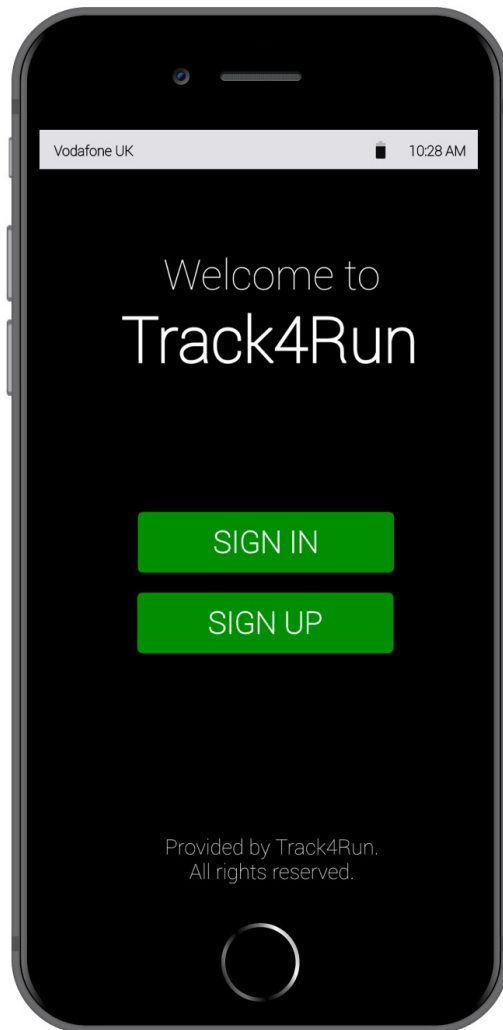 Vodafone UK 10:28 AM
Welcome to
Track4Run
SIGN IN
SIGN UP
Provided by Track4Run.
All rights reserved.